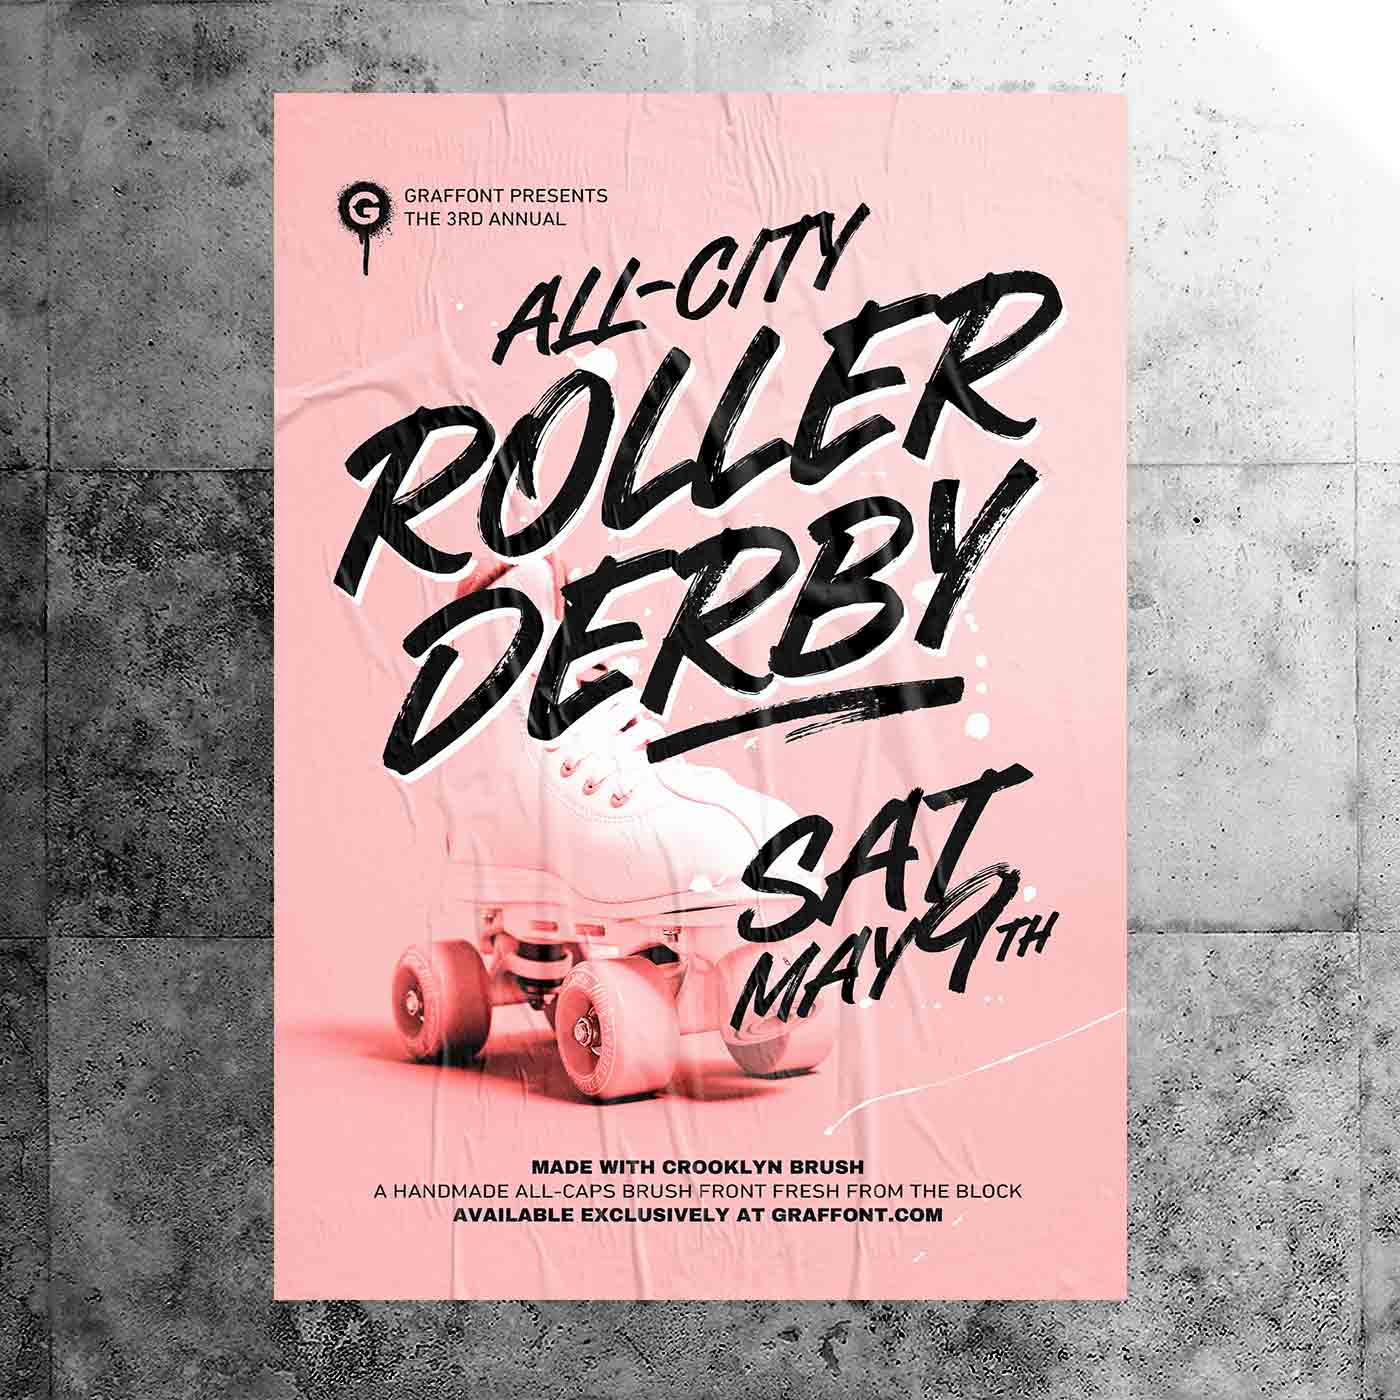 G
GRAFFONT PRESENTS
THE 3RD ANNUAL
ALL-CITY
ROLLER
DERBY
SAT
MAY 9TH
MADE WITH CROOKLYN BRUSH
A HANDMADE ALL-CAPS BRUSH FRONT FRESH FROM THE BLOCK
AVAILABLE EXCLUSIVELY AT GRAFFONT.COM